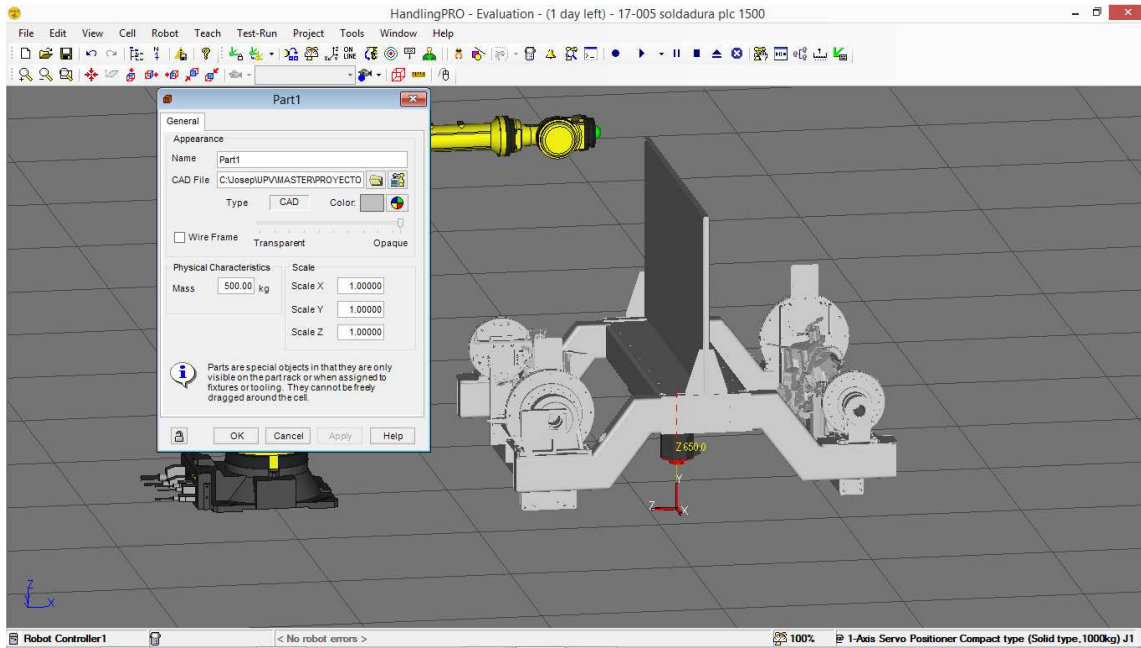 HandlingPRO - Evaluation - (1 day left) - 17-005 soldadura plc 1500
File Edit View Cell Robot Teach Test-Run Project Tools Window Help
ON
LINE
Part1
General
Appearance
Name Part1
CAD File C:\Josep\UPV\MASTER\PROYECTO
Type CAD Color:
Wire Frame Transparent Opaque
Physical Characteristics Scale
Mass 500.00 kg Scale X 1.00000
Scale Y 1.00000
Scale Z 1.00000
Parts are special objects in that they are only
visible on the part rack or when assigned to
fixtures or tooling. They cannot be freely
dragged around the cell.
OK Cancel Apply Help
Z 650.0
Y
Z X
Z
Y X
Robot Controller1 < No robot errors > 100% @ 1-Axis Servo Positioner Compact type (Solid type,1000kg) J1